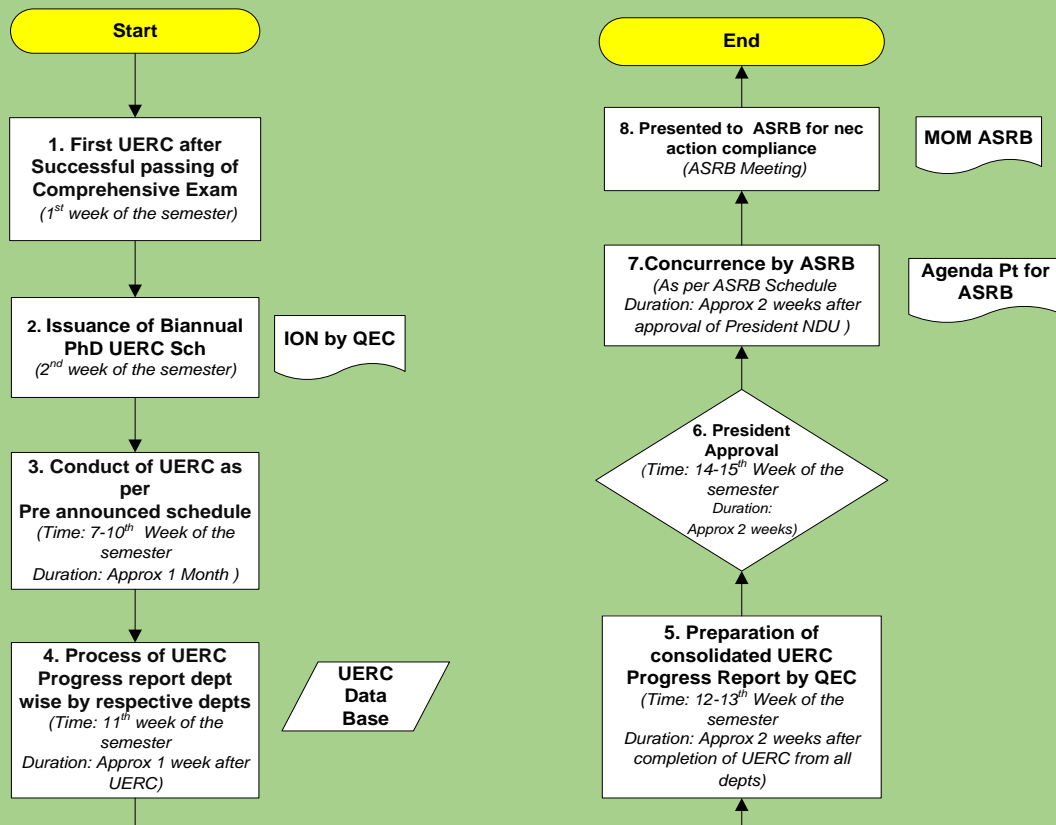 Start
1. First UERC after
Successful passing of
Comprehensive Exam
(1st week of the semester)
2. Issuance of Biannual
PhD UERC Sch
(2nd week of the semester)
ION by QEC
3. Conduct of UERC as
per
Pre announced schedule
(Time: 7-10th Week of the
semester
Duration: Approx 1 Month )
4. Process of UERC
Progress report dept
wise by respective depts
(Time: 11th week of the
semester
Duration: Approx 1 week after
UERC)
UERC
Data
Base
End
8. Presented to ASRB for nec
action compliance
(ASRB Meeting)
MOM ASRB
7.Concurrence by ASRB
(As per ASRB Schedule
Duration: Approx 2 weeks after
approval of President NDU )
Agenda Pt for
ASRB
6. President
Approval
(Time: 14-15th Week of the
semester
Duration:
Approx 2 weeks)
5. Preparation of
consolidated UERC
Progress Report by QEC
(Time: 12-13th Week of the
semester
Duration: Approx 2 weeks after
completion of UERC from all
depts)